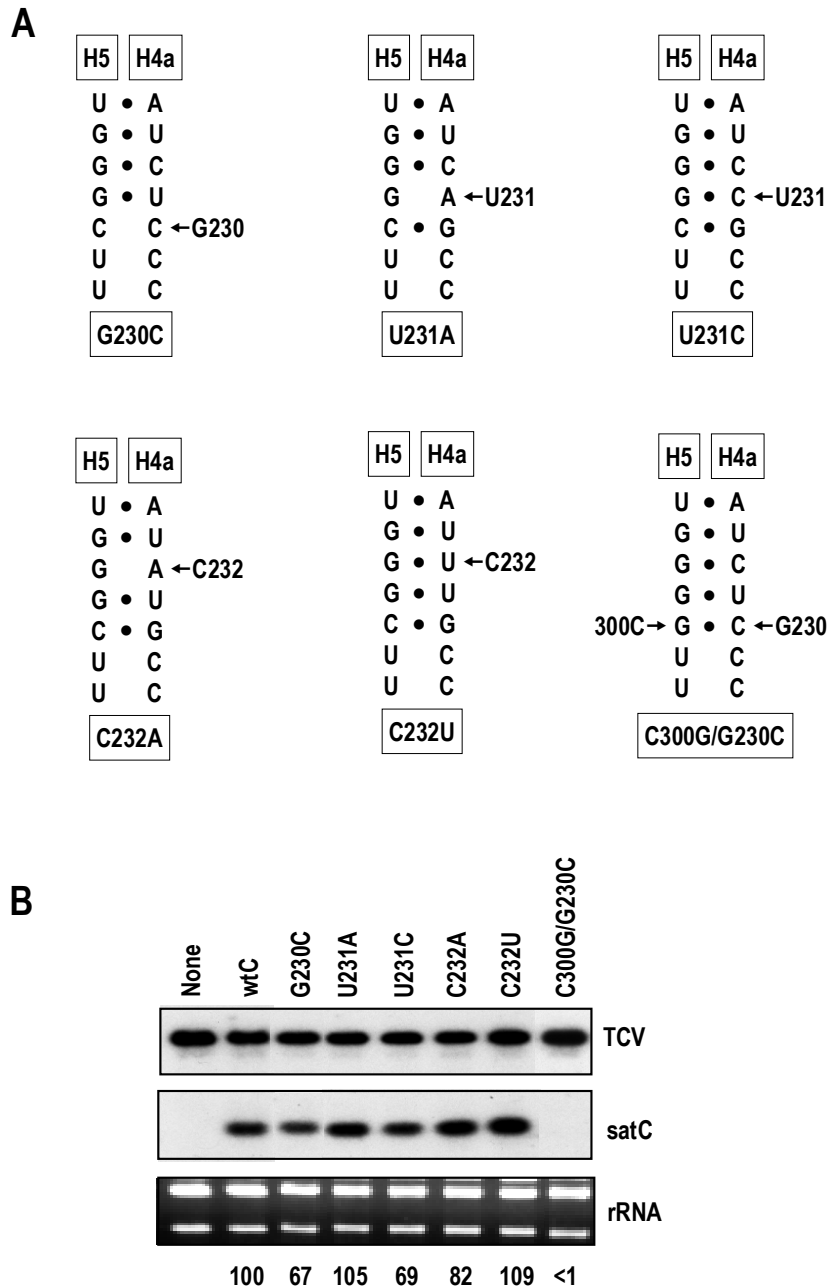 A
H5 H4a H5 H4a H5 H4a
U • A U • A U • A
G • U G • U G • U
G • C G • C G • C
G • U G A ←U231 G • C ←U231
C C ←G230 C • G C • G
U C U C U C
U C U C U C
G230C U231A U231C
H5 H4a H5 H4a H5 H4a
U • A U • A U • A
G • U G • U G • U
G A ←C232 G • U ←C232 G • C
G • U G • U G • U
C • G C • G 300C→ G • C ←G230
U C U C U C
U C U C U C
C232A C232U C300G/G230C
B
None wtC G230C U231A U231C C232A C232U C300G/G230C
TCV
satC
rRNA
100 67 105 69 82 109 <1